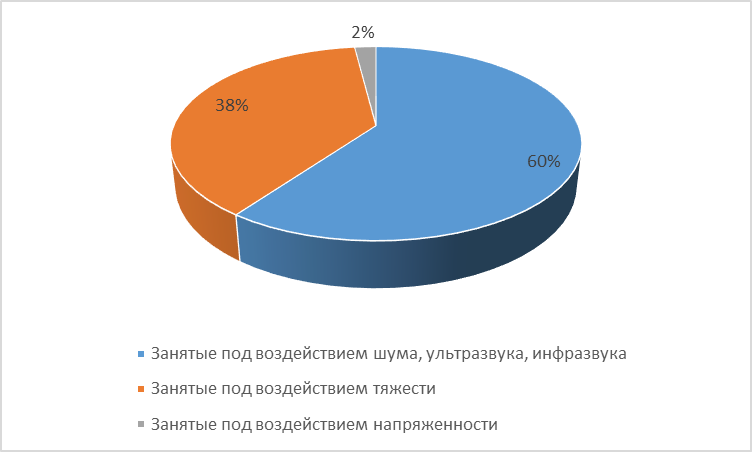 2%
38%
60%
Занятые под воздействием шума, ультразвука, инфразвука
Занятые под воздействием тяжести
Занятые под воздействием напряженности